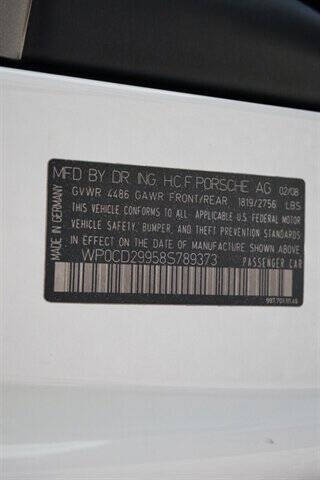 MFD BY DR. ING. H.C.F. PORSCHE AG 02/08
GVWR 4486 GAWR FRONT/REAR 1819/2756 LBS
THIS VEHICLE CONFORMS TO ALL APPLICABLE U.S. FEDERAL MOTOR
VEHICLE SAFETY, BUMPER, AND THEFT PREVENTION STANDARDS
IN EFFECT ON THE DATE OF MANUFACTURE SHOWN ABOVE
WP0CD29958S789373
PASSENGER CAR
MADE IN GERMANY